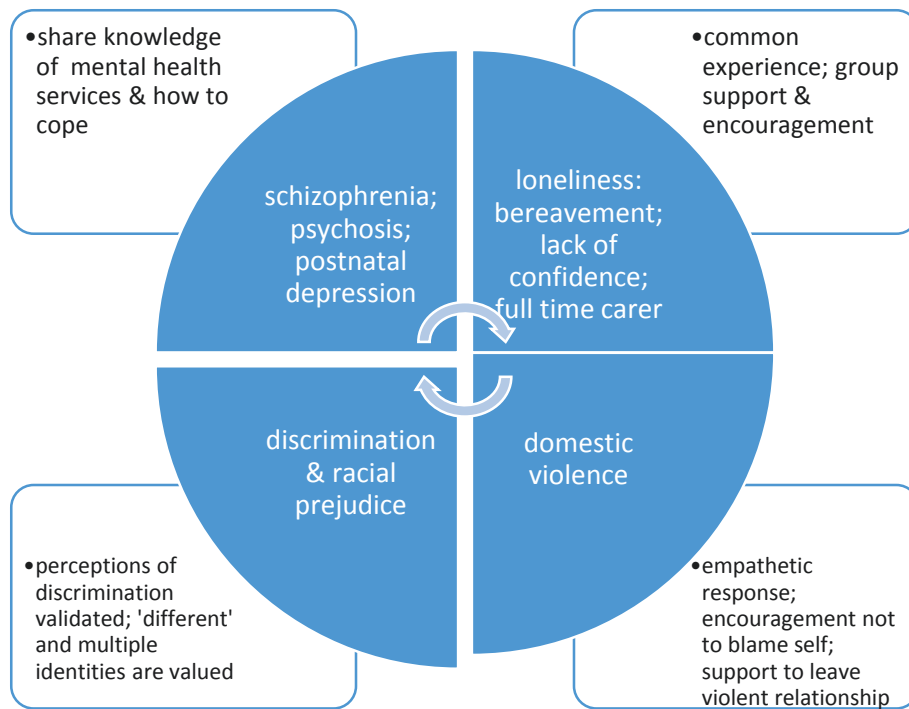 •share knowledge
of  mental health
services & how to
cope
•common
experience; group
support &
encouragement
schizophrenia;
psychosis;
postnatal
depression
loneliness:
bereavement;
lack of
confidence;
full time carer
discrimination
& racial
prejudice
domestic
violence
•perceptions of
discrimination
validated; 'different'
and multiple
identities are valued
•empathetic
response;
encouragement not
to blame self;
support to leave
violent relationship